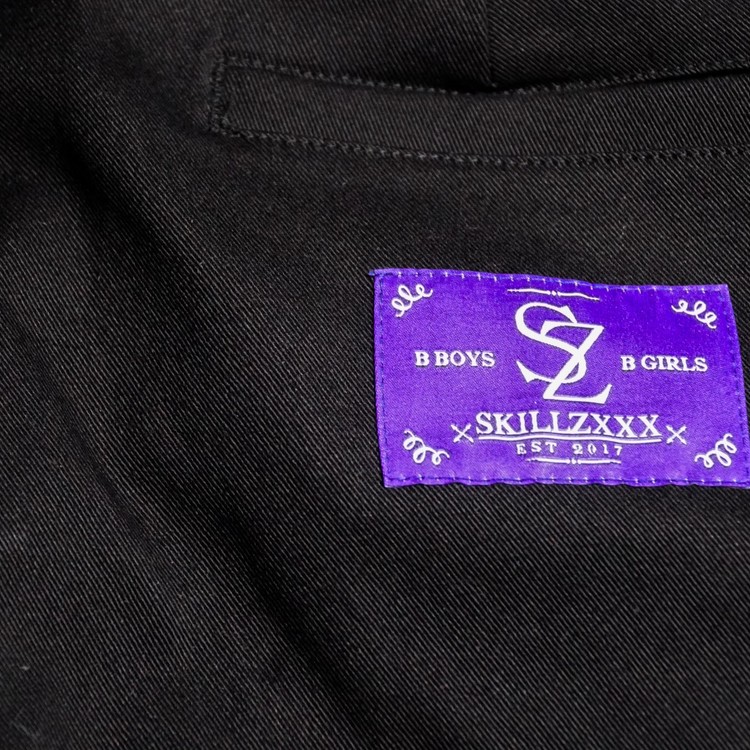 SZ
B BOYS B GIRLS
SKILLZXXX
EST 2017